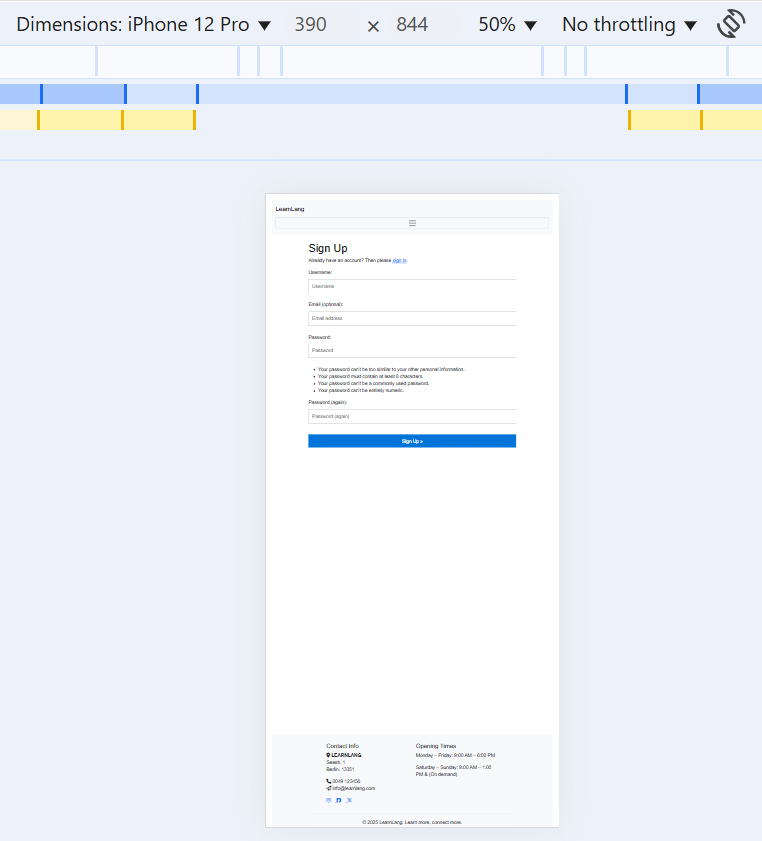 Dimensions: iPhone 12 Pro ▼ 390 × 844 50% ▼ No throttling ▼
LearnLang
Sign Up
Already have an account? Then please sign in.
Username:
Username
Email (optional):
Email address
Password:
Password
• Your password can't be too similar to your other personal information.
• Your password must contain at least 8 characters.
• Your password can't be a commonly used password.
• Your password can't be entirely numeric.
Password (again):
Password (again)
Sign Up »
Contact Info
LEARNLANG
Seestr. 1
Berlin, 13351
0049 123456
info@learnlang.com
Opening Times
Monday – Friday: 9:00 AM – 6:00 PM
Saturday – Sunday: 9:00 AM – 1:00
PM & (On demand)
© 2025 LearnLang. Learn more, connect more.